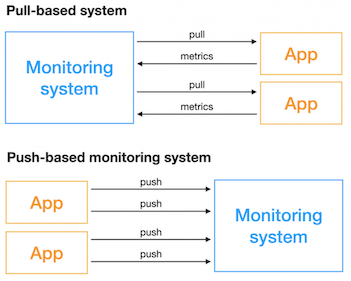 Pull-based system
pull
Monitoring
system
App
metrics
pull
App
metrics
Push-based monitoring system
App
push
push
Monitoring
system
App
push
push